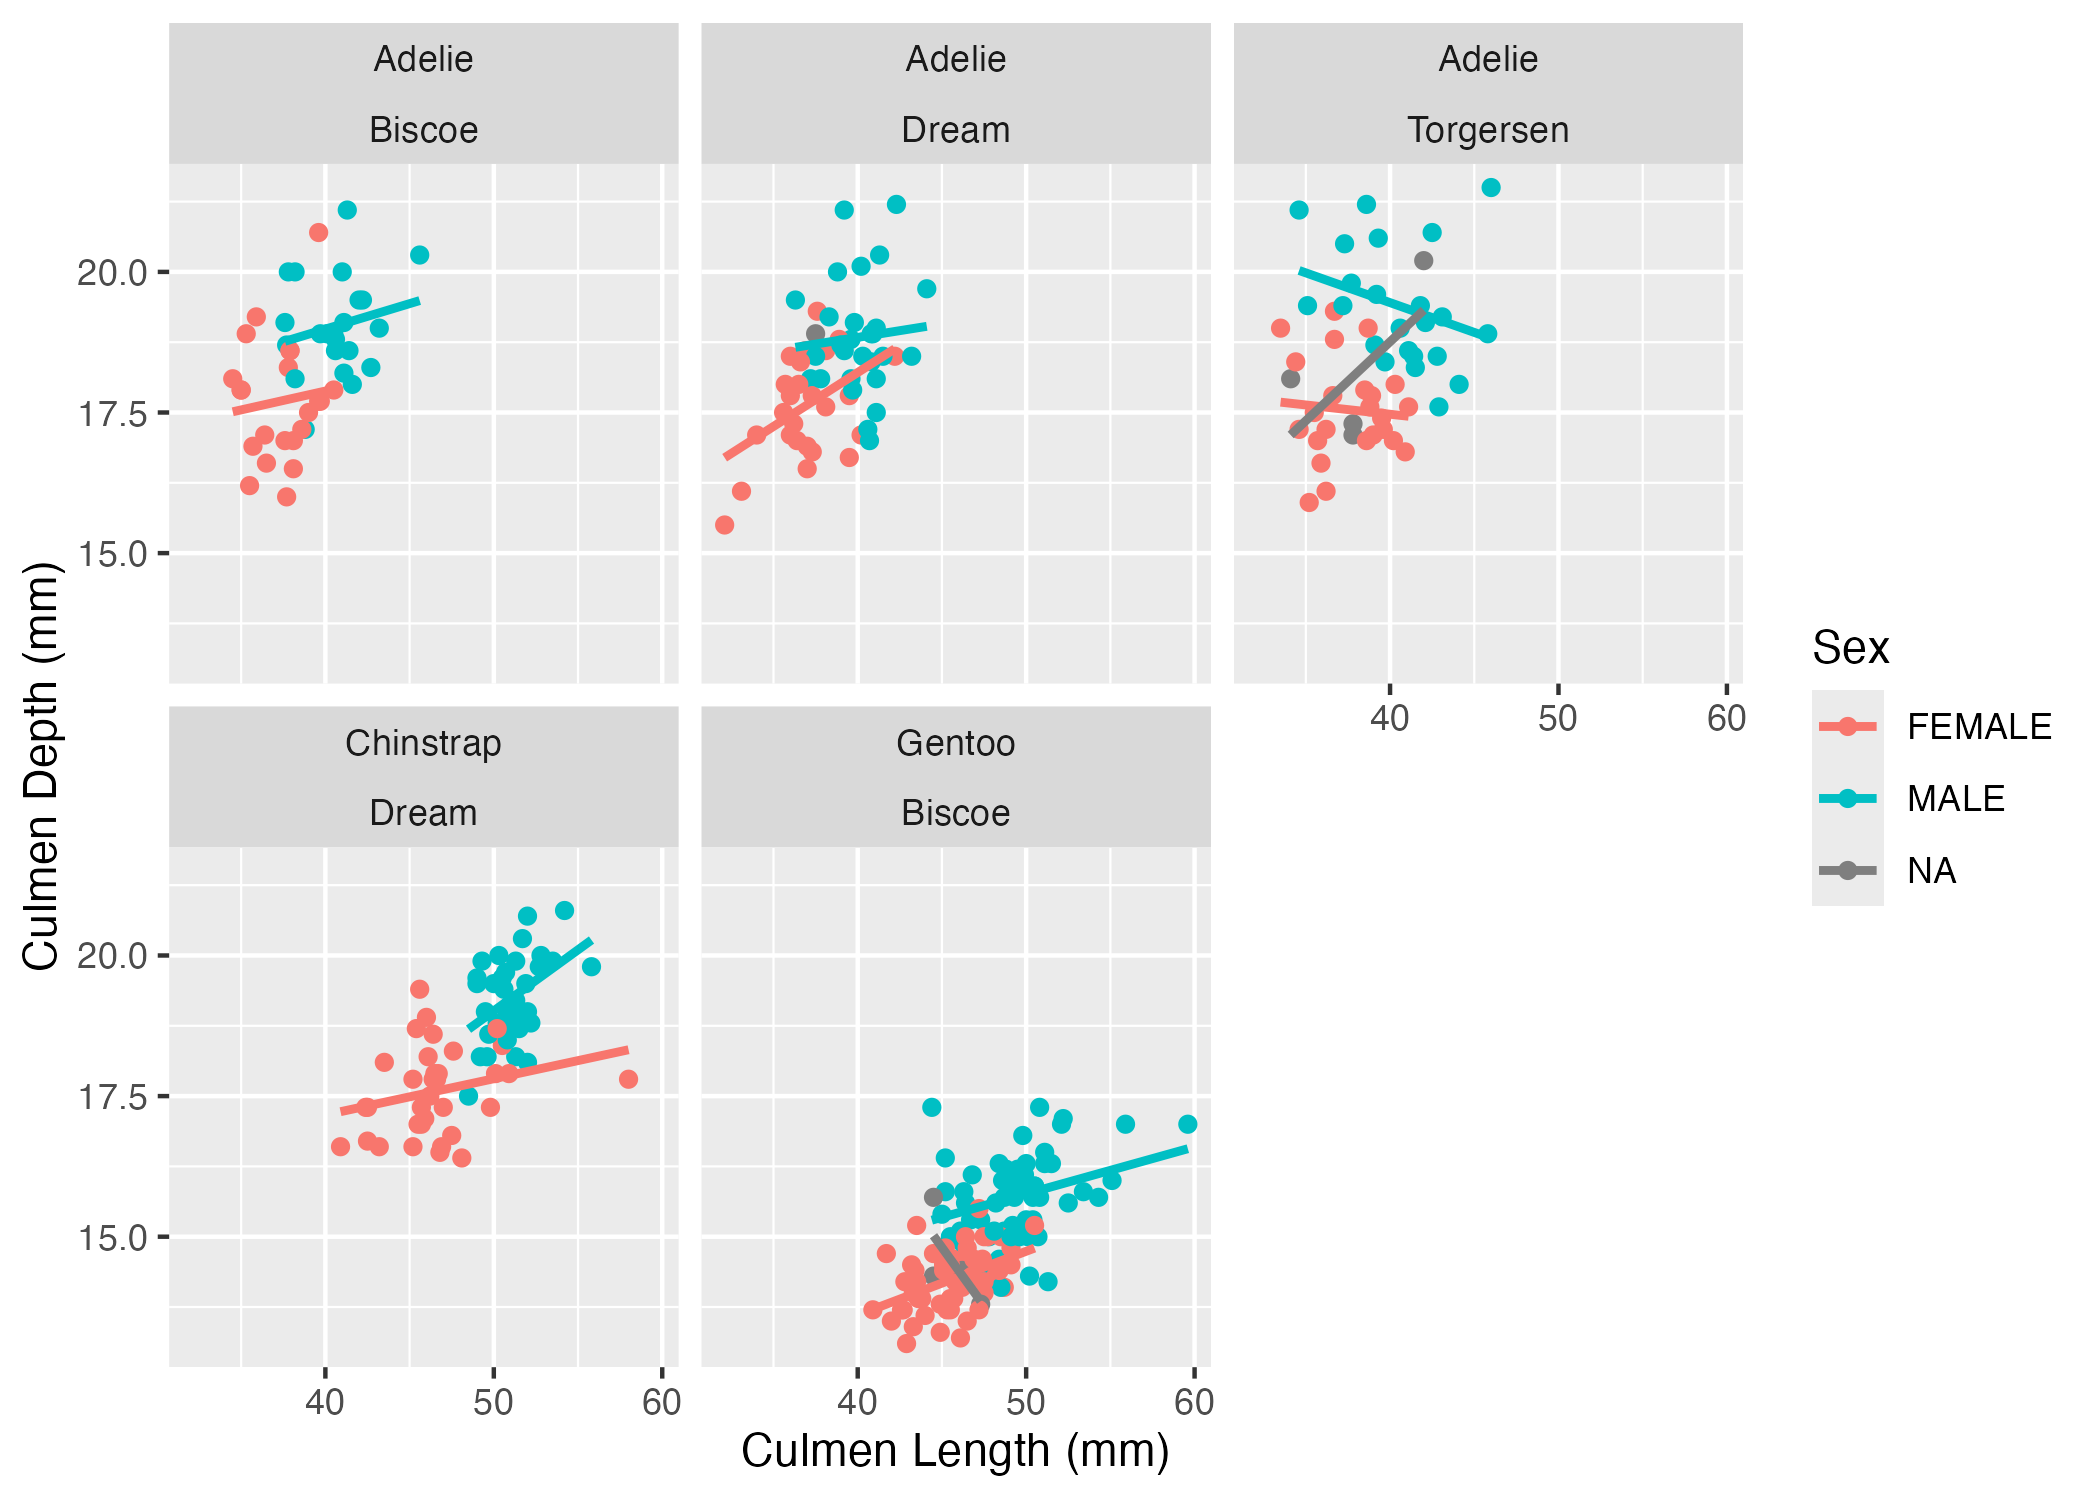 Adelie
Biscoe
Adelie
Dream
Adelie
Torgersen
20.0
17.5
15.0
40 50 60
Chinstrap
Dream
Gentoo
Biscoe
20.0
17.5
15.0
40 50 60
40 50 60
Culmen Length (mm)
Culmen Depth (mm)
Sex
FEMALE
MALE
NA